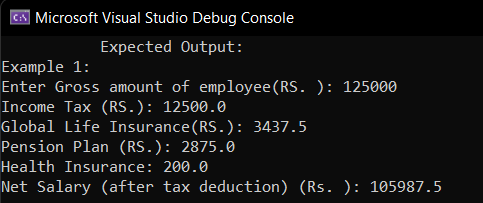 Microsoft Visual Studio Debug Console
Expected Output:
Example 1:
Enter Gross amount of employee(RS. ): 125000
Income Tax (RS.): 12500.0
Global Life Insurance(RS.): 3437.5
Pension Plan (RS.): 2875.0
Health Insurance: 200.0
Net Salary (after tax deduction) (Rs. ): 105987.5